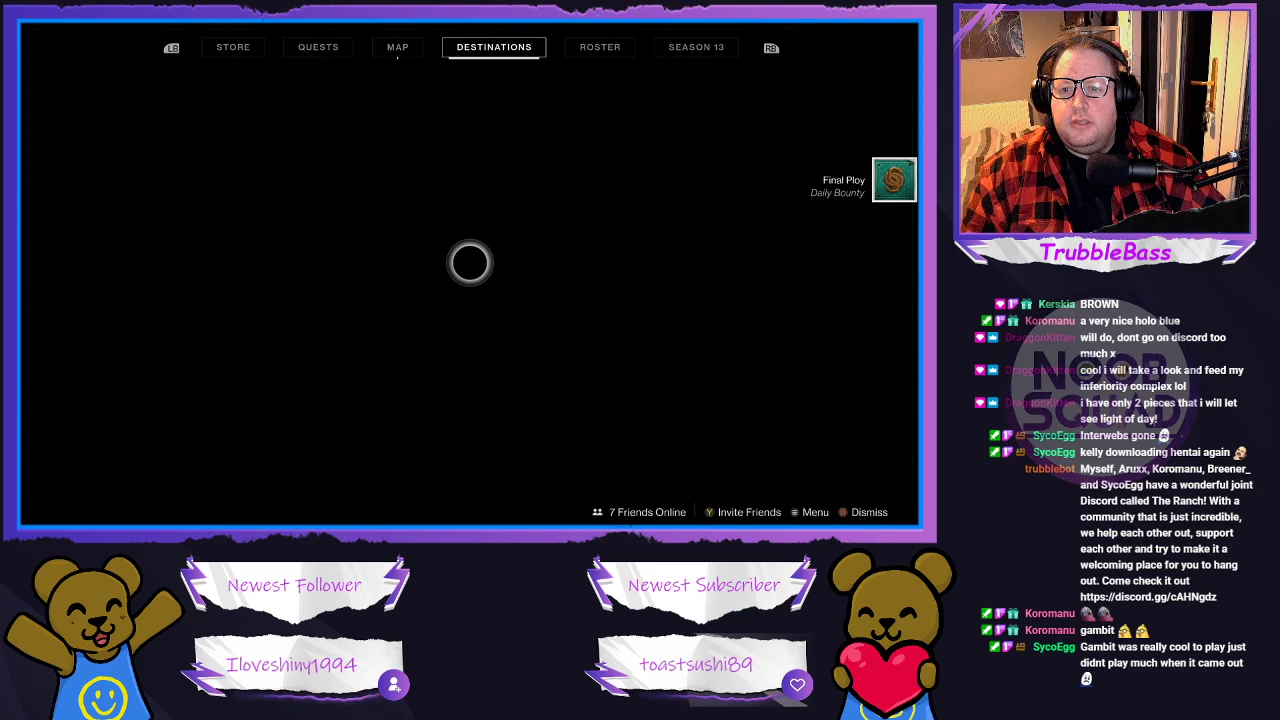 LB STORE QUESTS MAP DESTINATIONS ROSTER SEASON 13 RB
Final Ploy
Daily Bounty
7 Friends Online Y Invite Friends Menu B Dismiss
TrubbleBass
NOOB
SQUAD
Kerskia BROWN
Koromanu a very nice holo blue
DraggonKitten will do, dont go on discord too
much x
DraggonKitten cool i will take a look and feed my
inferiority complex lol
DraggonKitten i have only 2 pieces that i will let
see light of day!
SycoEgg Interwebs gone
SycoEgg kelly downloading hentai again
trubblebot Myself, Aruxx, Koromanu, Breener_
and SycoEgg have a wonderful joint
Discord called The Ranch! With a
community that is just incredible,
we help each other out, support
each other and try to make it a
welcoming place for you to hang
out. Come check it out
https://discord.gg/cAHNgdz
Koromanu
Koromanu gambit
SycoEgg Gambit was really cool to play just
didnt play much when it came out
Newest Follower
Iloveshiny1994
Newest Subscriber
toastsushi89